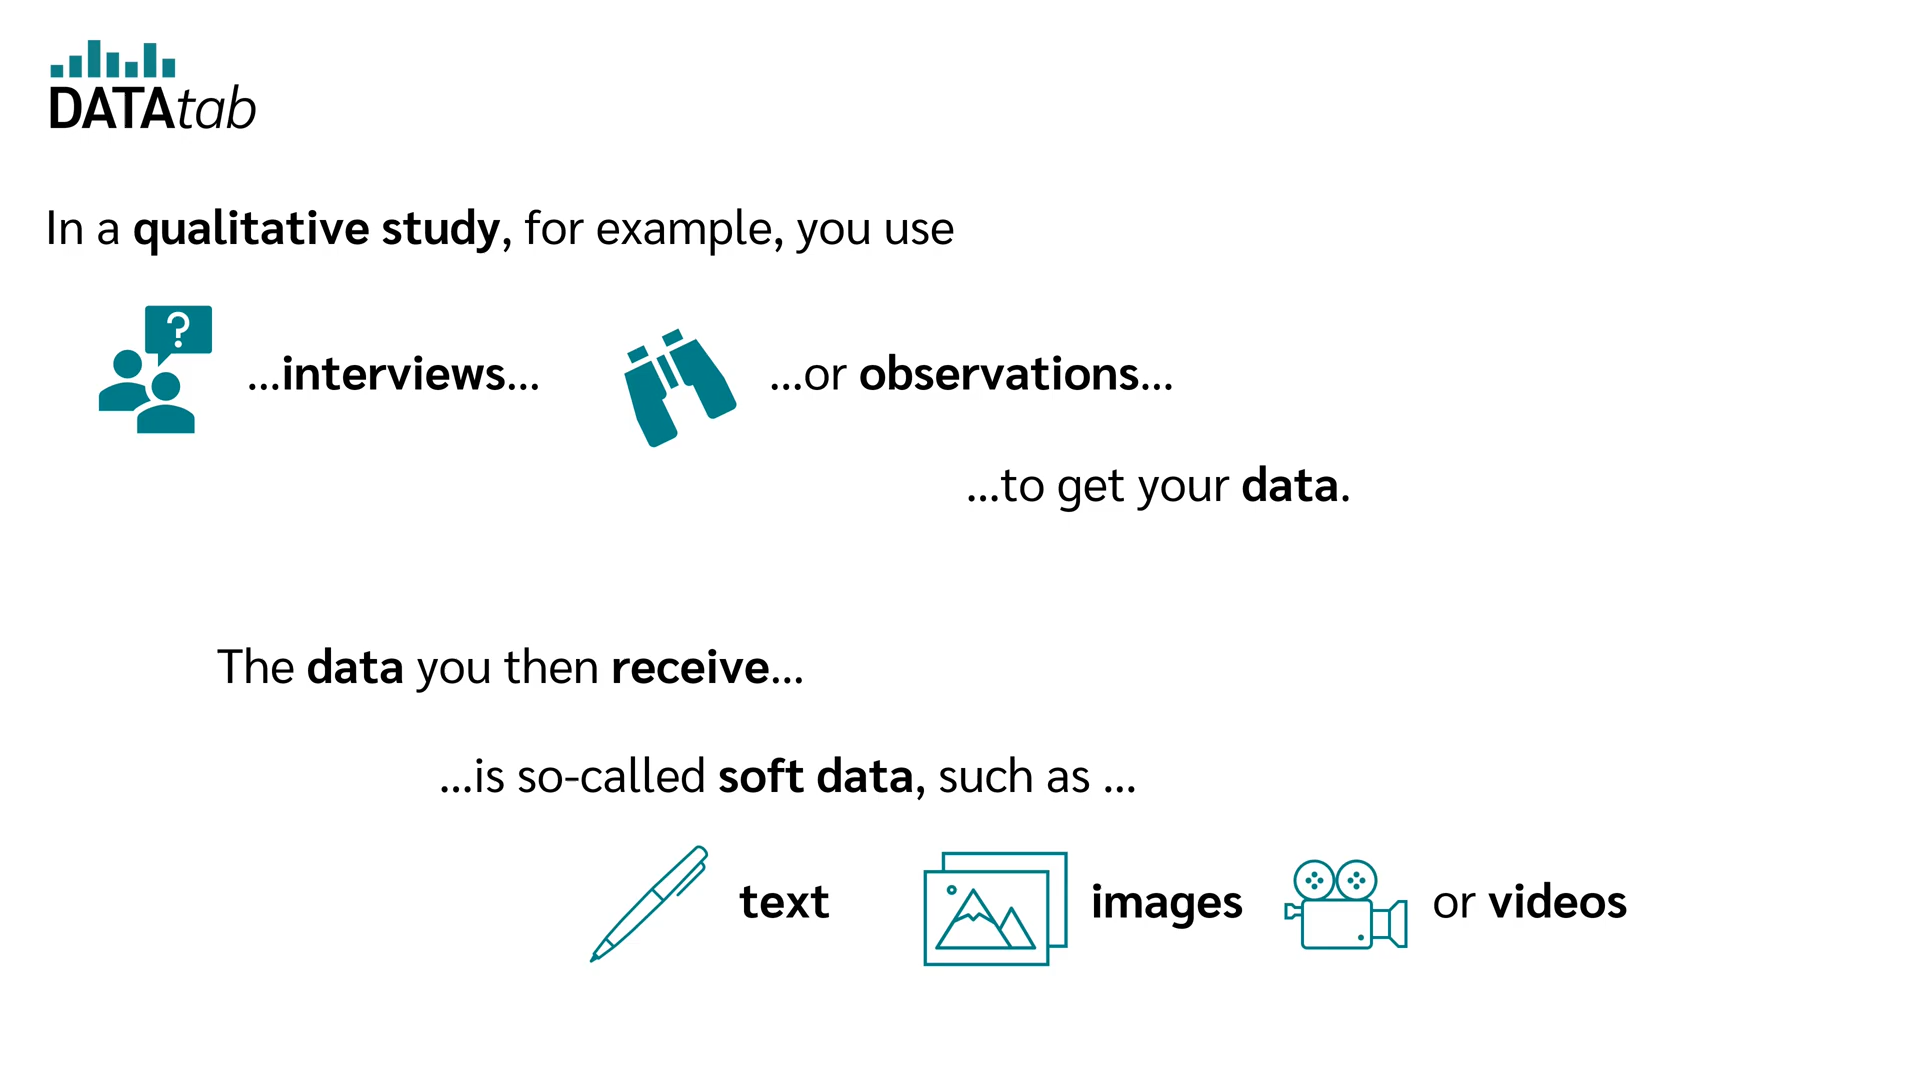 DATAtab
In a qualitative study, for example, you use
?
...interviews...
...or observations...
...to get your data.
The data you then receive...
...is so-called soft data, such as ...
text
images
or videos